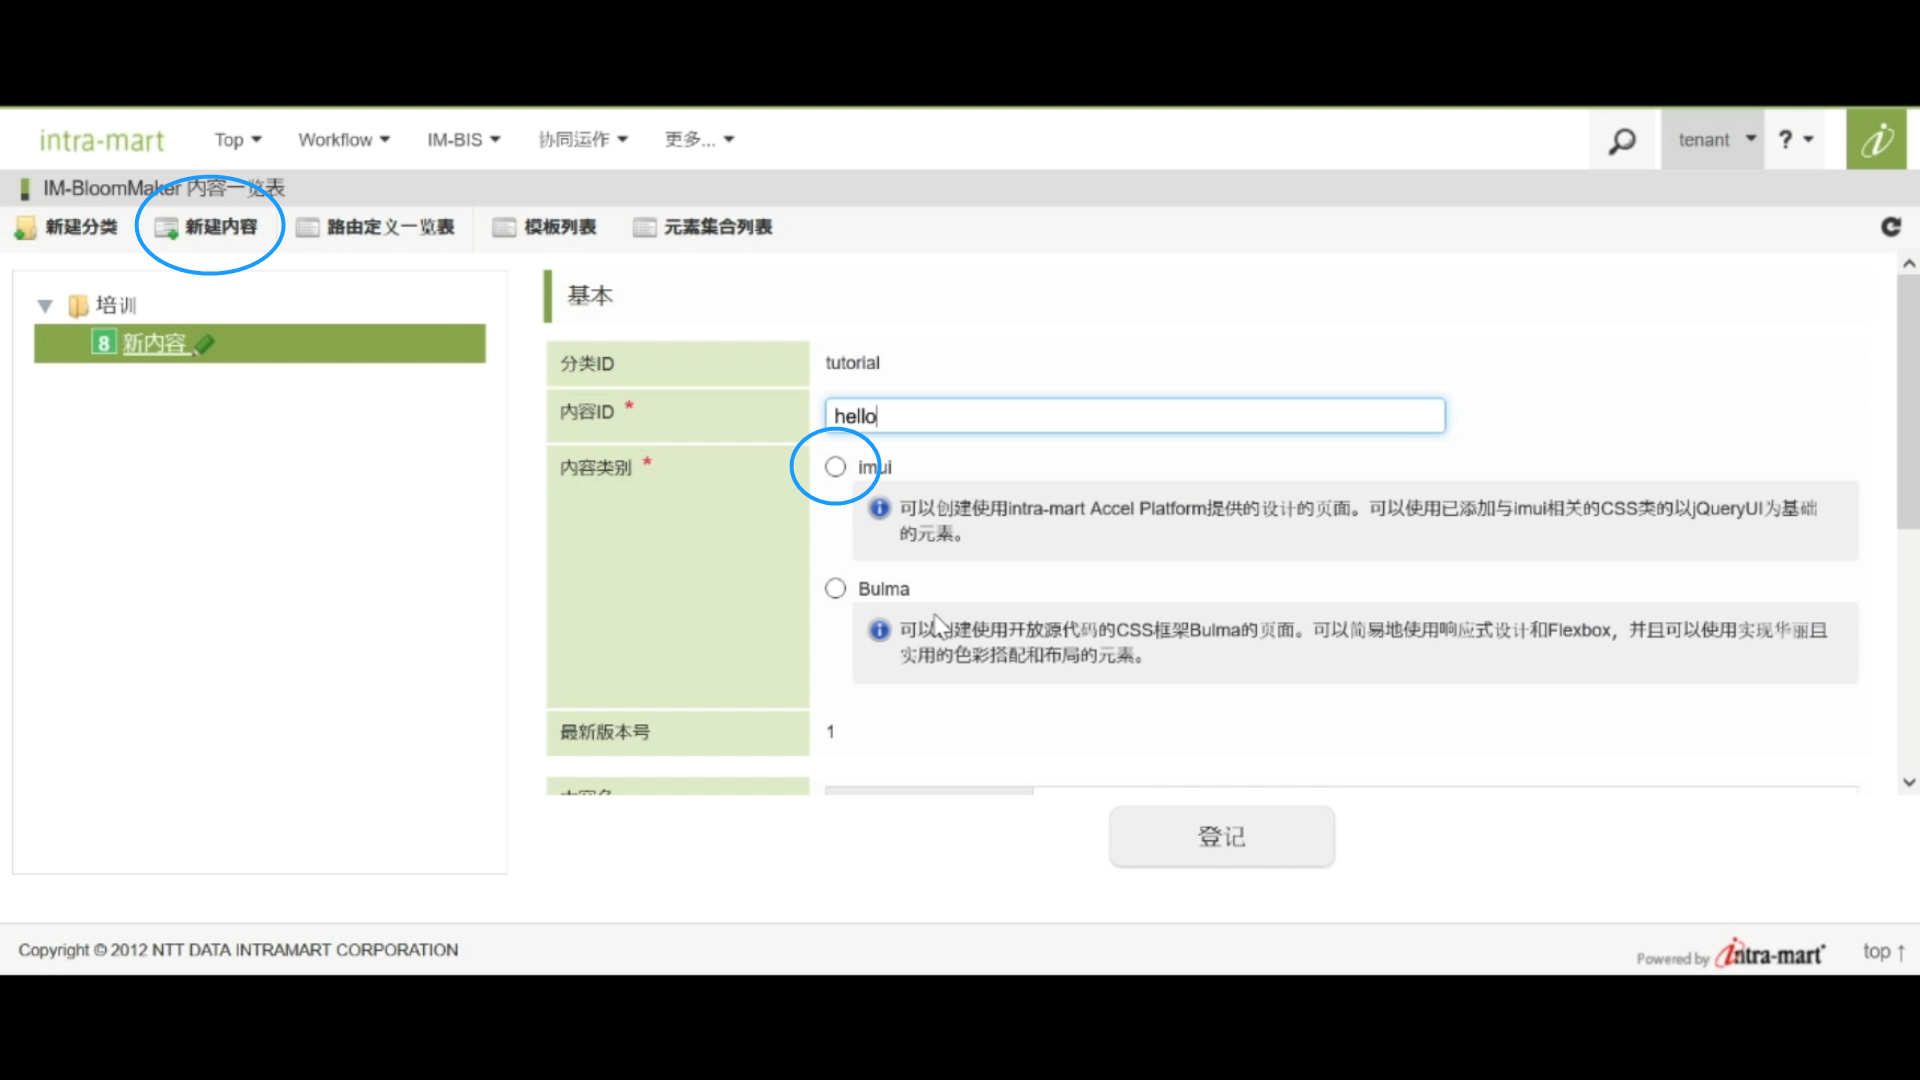 intra-mart Top Workflow IM-BIS 协同运作 更多... tenant ?
IM-BloomMaker 内容一览表
新建分类 新建内容 路由定义一览表 模板列表 元素集合列表
培训
8 新内容
基本
分类ID tutorial
内容ID * hello
内容类别 * imui
可以创建使用intra-mart Accel Platform提供的设计的页面。可以使用已添加与imui相关的CSS类的以jQueryUI为基础
的元素。
Bulma
可以创建使用开放源代码的CSS框架Bulma的页面。可以简易地使用响应式设计和Flexbox，并且可以使用实现华丽且
实用的色彩搭配和布局的元素。
最新版本号 1
登记
Copyright © 2012 NTT DATA INTRAMART CORPORATION
Powered by intra-mart top ↑